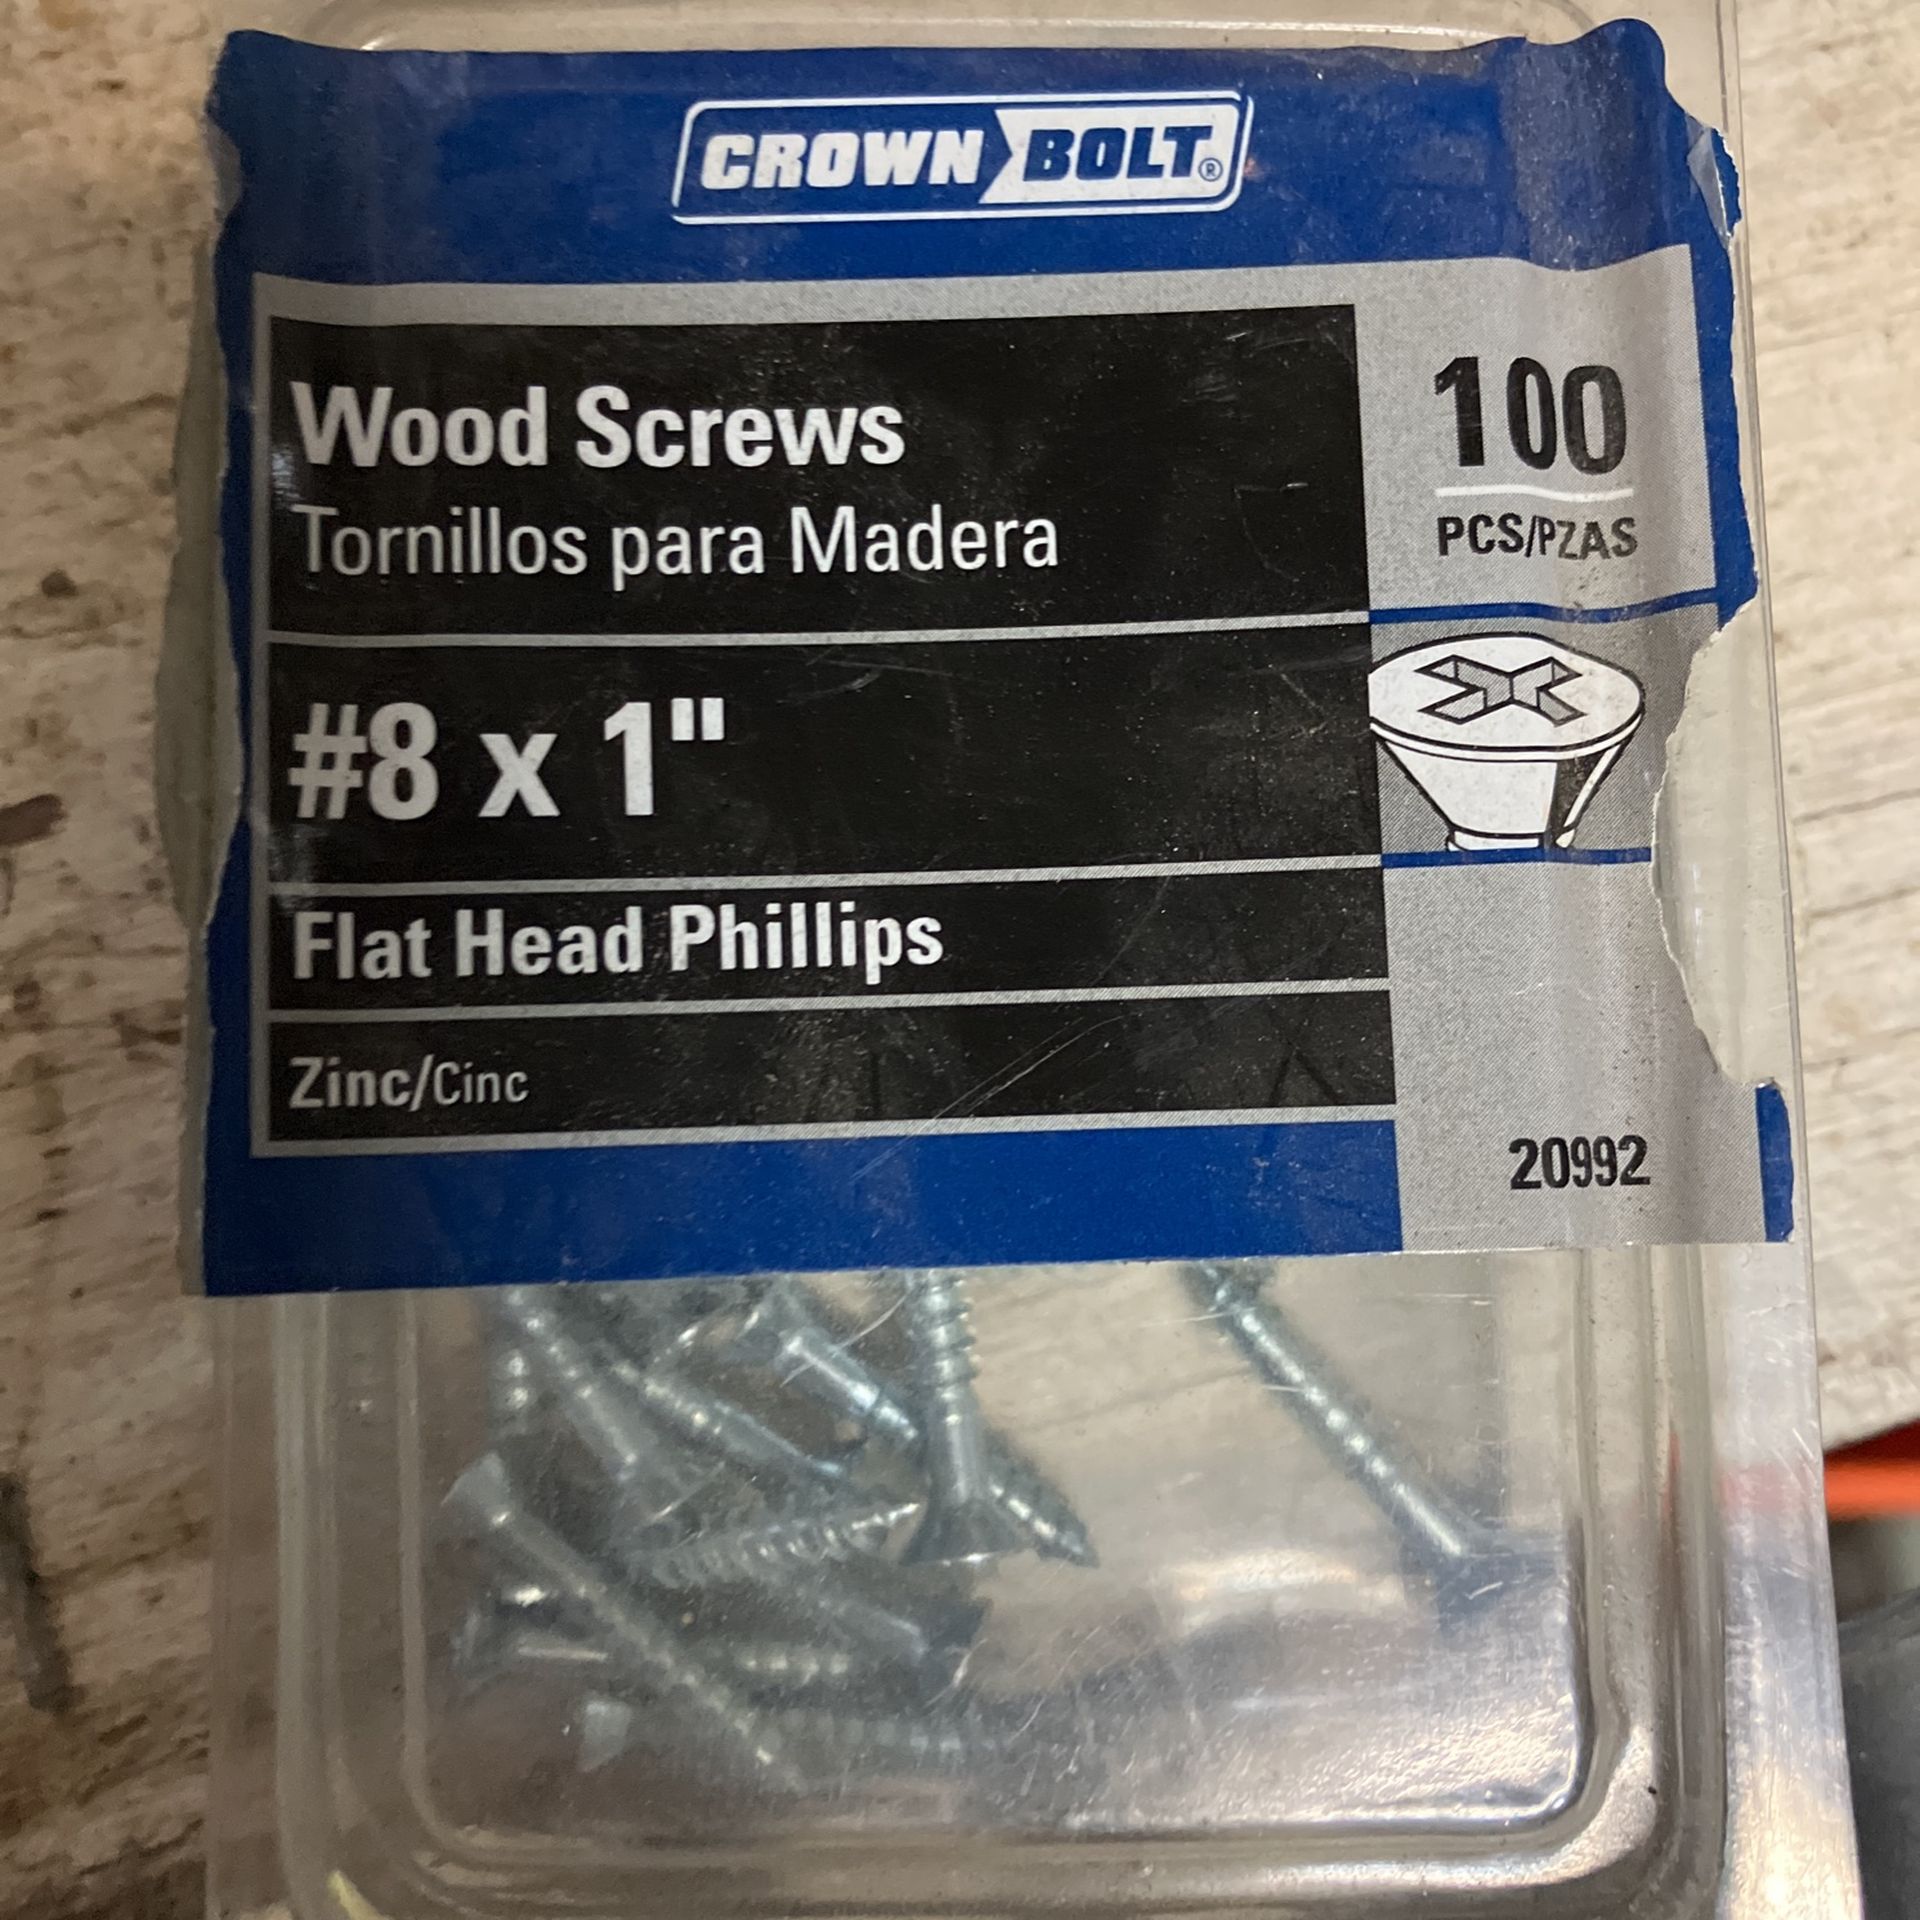 CROWN BOLT®
Wood Screws
Tornillos para Madera
100
PCS/PZAS
#8 x 1"
Flat Head Phillips
Zinc/Cinc
20992